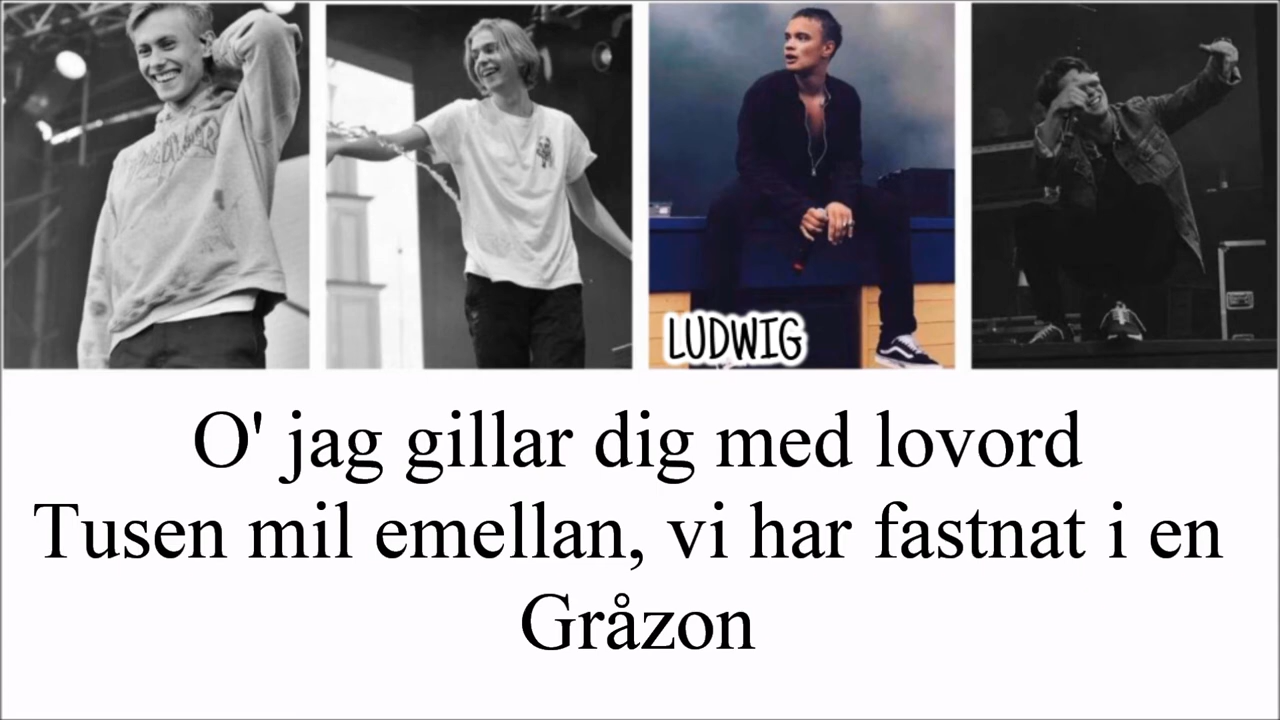 LUDWIG
O' jag gillar dig med lovord
Tusen mil emellan, vi har fastnat i en
Gråzon